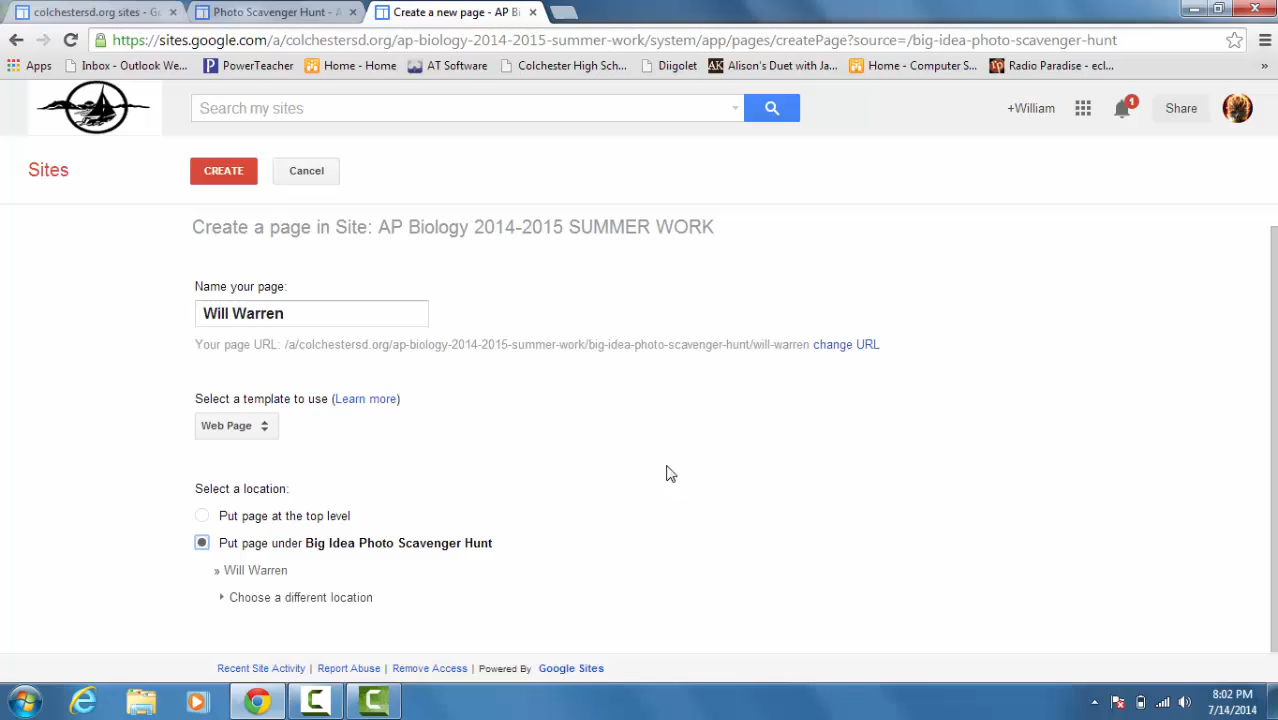 colchestersd.org sites - Go
Photo Scavenger Hunt - A
Create a new page - AP Bi
https://sites.google.com/a/colchestersd.org/ap-biology-2014-2015-summer-work/system/app/pages/createPage?source=/big-idea-photo-scavenger-hunt
Apps
Inbox - Outlook We...
PowerTeacher
Home - Home
AT Software
Colchester High Sch...
Diigolet
AK Alison's Duet with Ja...
Home - Computer S...
rp Radio Paradise - ecl...
»
Search my sites
+William
1
Share
Sites
CREATE
Cancel
Create a page in Site: AP Biology 2014-2015 SUMMER WORK
Name your page:
Will Warren
Your page URL: /a/colchestersd.org/ap-biology-2014-2015-summer-work/big-idea-photo-scavenger-hunt/will-warren change URL
Select a template to use (Learn more)
Web Page
Select a location:
Put page at the top level
Put page under Big Idea Photo Scavenger Hunt
» Will Warren
Choose a different location
Recent Site Activity | Report Abuse | Remove Access | Powered By Google Sites
8:02 PM
7/14/2014